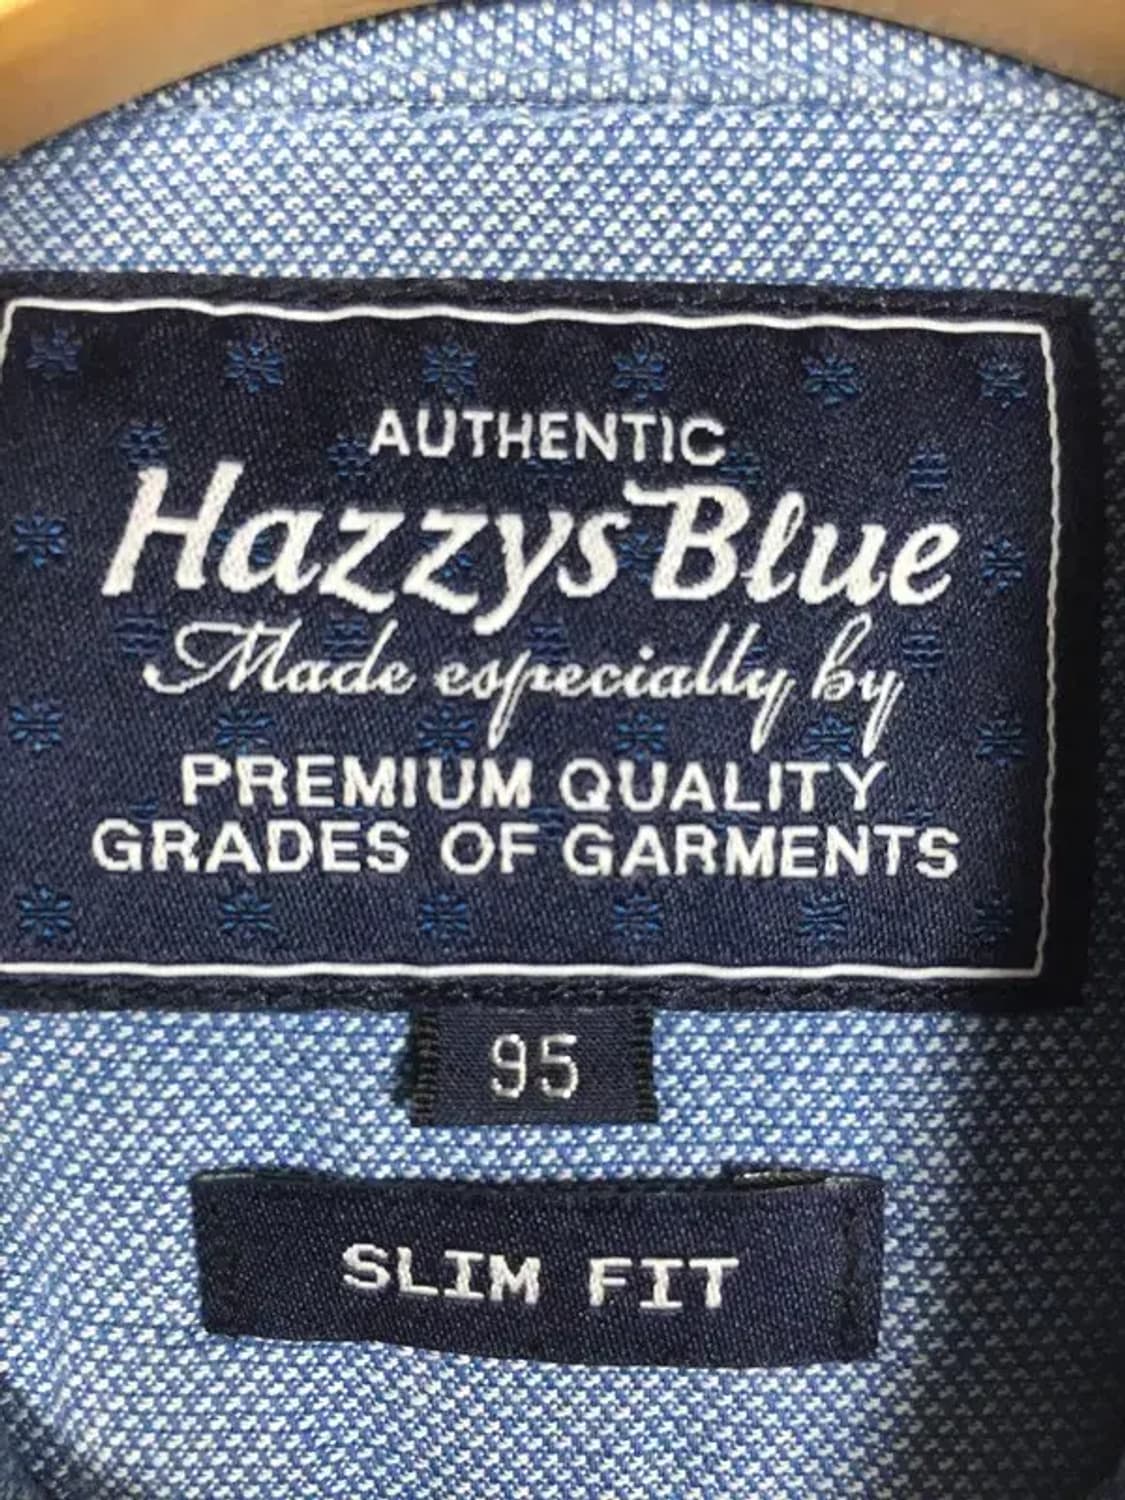 AUTHENTIC
Hazzys Blue
Made especially by
PREMIUM QUALITY
GRADES OF GARMENTS
95
SLIM FIT